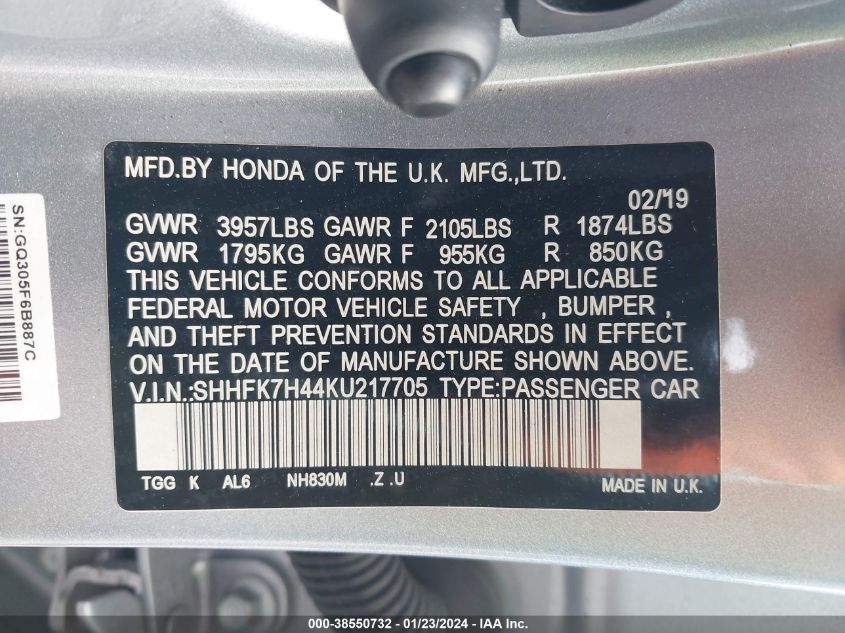 MFD.BY HONDA OF THE U.K. MFG.,LTD.
02/'19
GVWR 3957LBS GAWR F 2105LBS R 1874LBS
GVWR 1795KG GAWR F 955KG R 850KG
THIS VEHICLE CONFORMS TO ALL APPLICABLE
FEDERAL MOTOR VEHICLE SAFETY , BUMPER ,
AND THEFT PREVENTION STANDARDS IN EFFECT
ON THE DATE OF MANUFACTURE SHOWN ABOVE.
V.I.N.:SHHFK7H44KU217705 TYPE:PASSENGER CAR
TGG K AL6 NH830M .Z .U MADE IN U.K.
SN:GQ305F6B887C
000-38550732 - 01/23/2024 - IAA Inc.